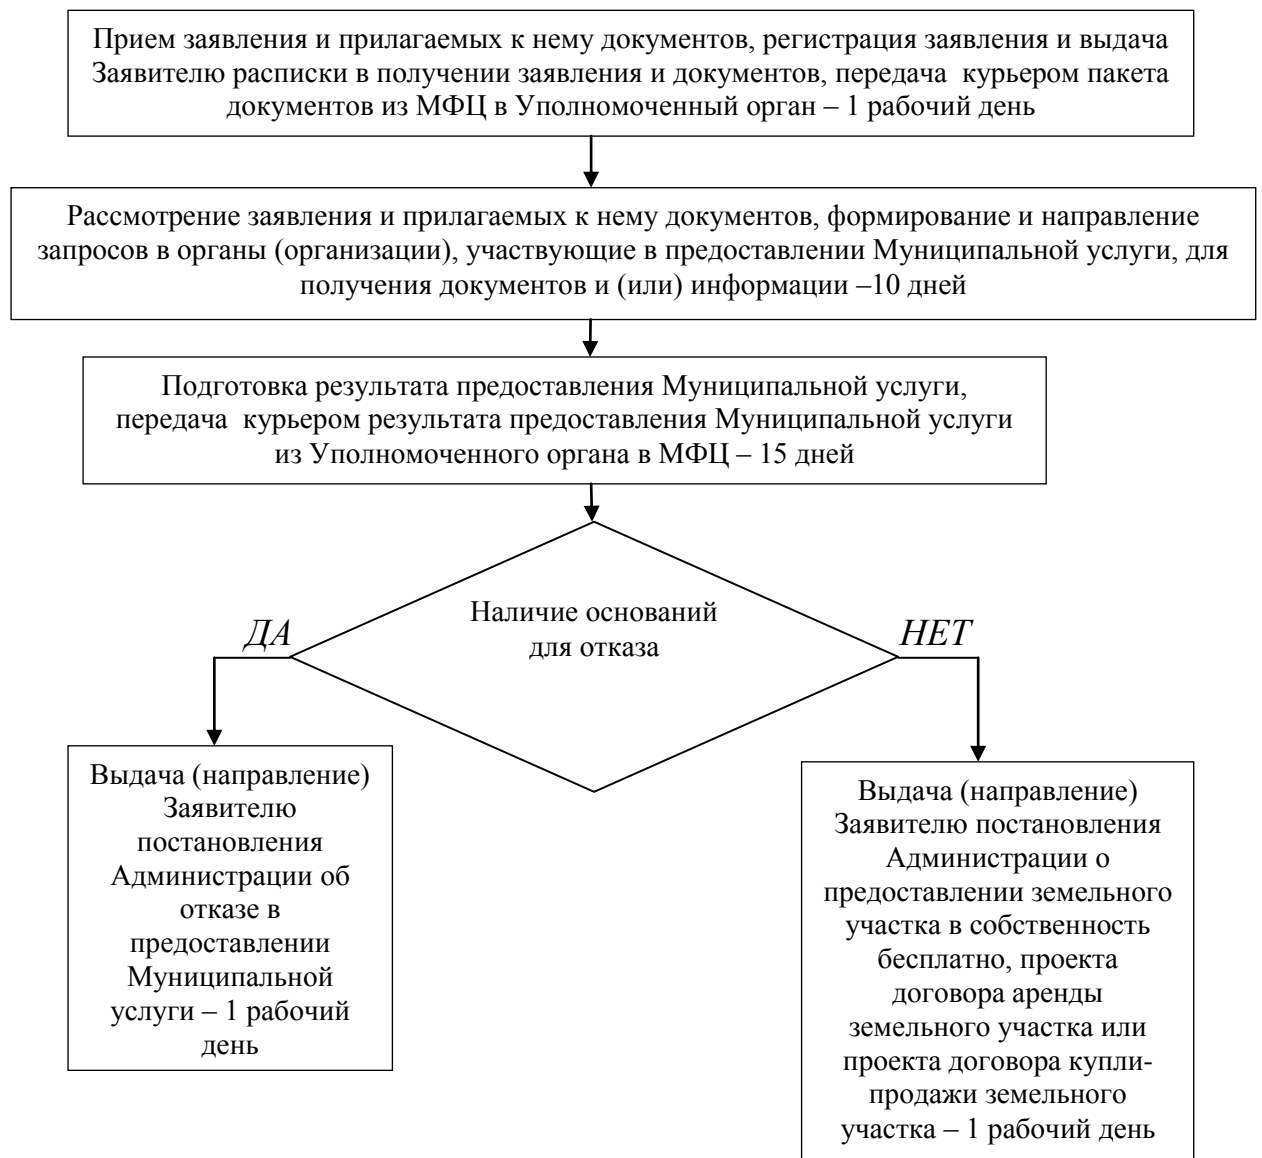 Прием заявления и прилагаемых к нему документов, регистрация заявления и выдача
Заявителю расписки в получении заявления и документов, передача  курьером пакета
документов из МФЦ в Уполномоченный орган – 1 рабочий день
Рассмотрение заявления и прилагаемых к нему документов, формирование и направление
запросов в органы (организации), участвующие в предоставлении Муниципальной услуги, для
получения документов и (или) информации –10 дней
Подготовка результата предоставления Муниципальной услуги,
передача  курьером результата предоставления Муниципальной услуги
из Уполномоченного органа в МФЦ – 15 дней
Наличие оснований
для отказа
ДА
НЕТ
Выдача (направление)
Заявителю
постановления
Администрации об
отказе в
предоставлении
Муниципальной
услуги – 1 рабочий
день
Выдача (направление)
Заявителю постановления
Администрации о
предоставлении земельного
участка в собственность
бесплатно, проекта
договора аренды
земельного участка или
проекта договора купли-
продажи земельного
участка – 1 рабочий день